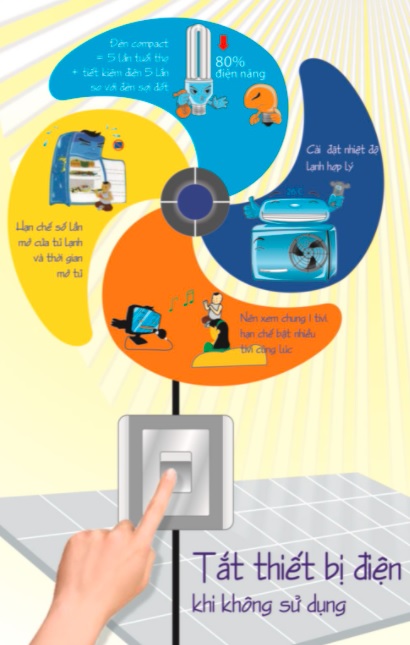 Đèn compact
= 5 lần tuổi thọ
+ tiết kiệm điện 5 lần
so với đèn sợi đốt
80%
điện năng
Cài đặt nhiệt độ
lạnh hợp lý
Hạn chế số lần
mở cửa tủ lạnh
và thời gian
mở tủ
Nên xem chung 1 tivi
hạn chế bật nhiều
tivi cùng lúc
Tắt thiết bị điện
khi không sử dụng